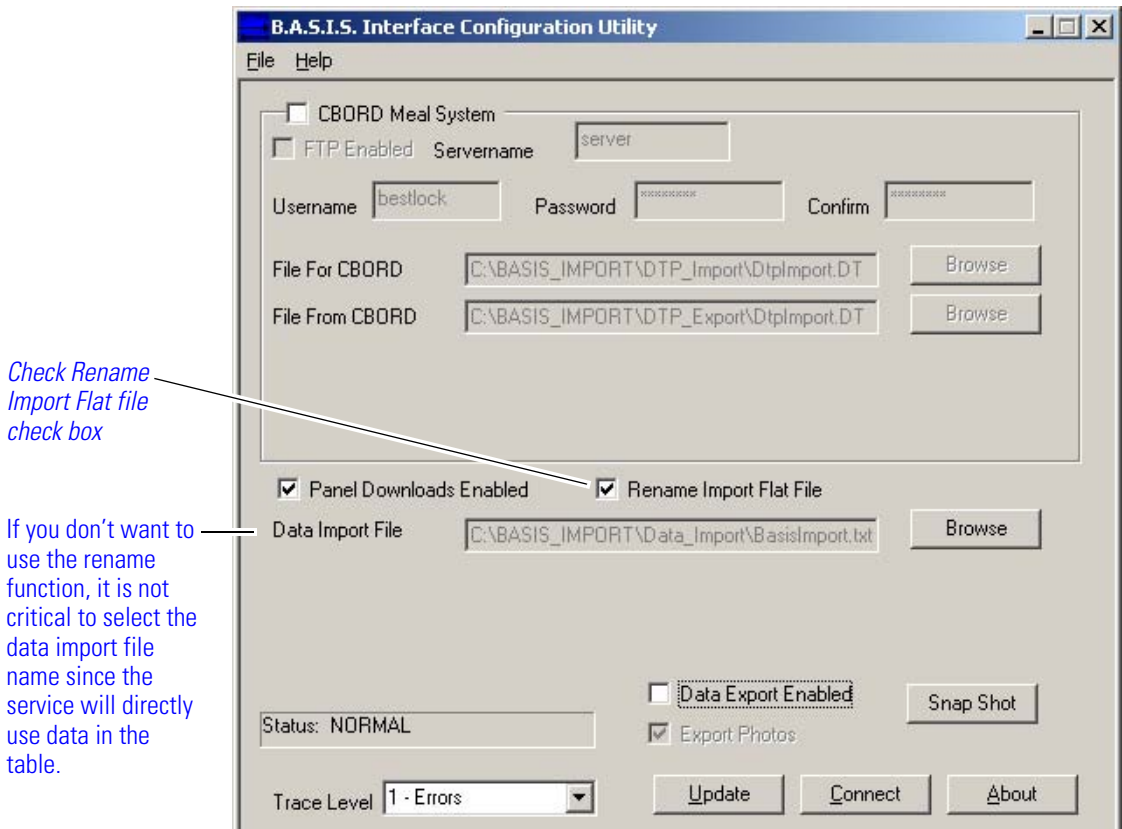 B.A.S.I.S. Interface Configuration Utility
File Help
CBORD Meal System
FTP Enabled Servername server
Username bestlock Password ******** Confirm ********
File For CBORD C:\BASIS_IMPORT\DTP_Import\DtpImport.DT Browse
File From CBORD C:\BASIS_IMPORT\DTP_Export\DtpImport.DT Browse
Check Rename
Import Flat file
check box
Panel Downloads Enabled Rename Import Flat File
Data Import File C:\BASIS_IMPORT\Data_Import\BasisImport.txt Browse
If you don't want to
use the rename
function, it is not
critical to select the
data import file
name since the
service will directly
use data in the
table.
Data Export Enabled Snap Shot
Status: NORMAL
Export Photos
Trace Level 1 - Errors Update Connect About